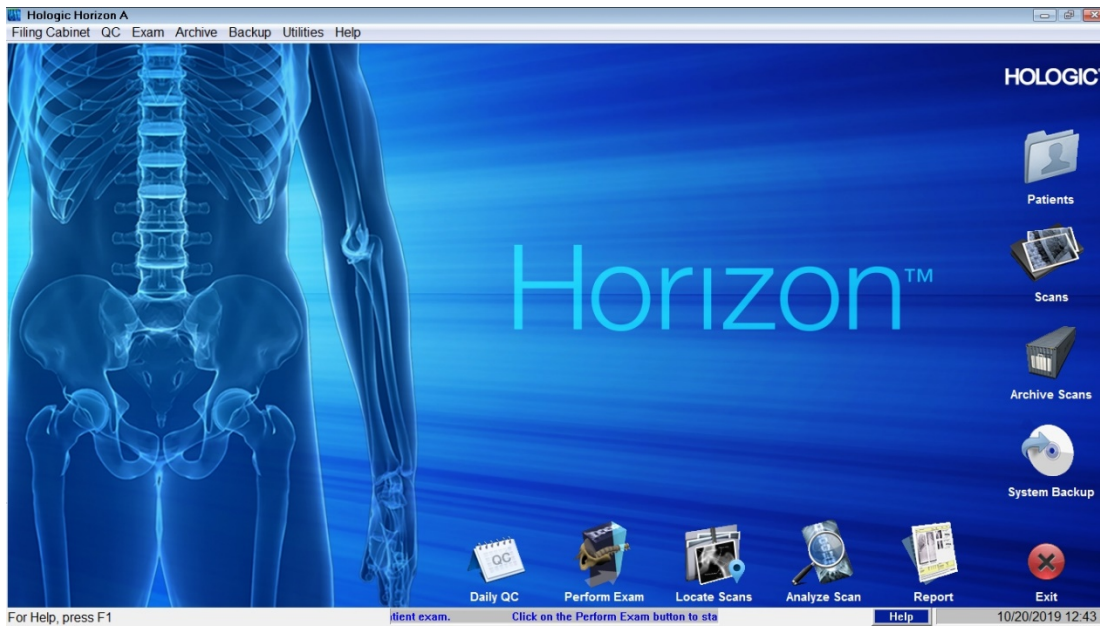 Hologic Horizon A
Filing Cabinet QC Exam Archive Backup Utilities Help
HOLOGIC
Patients
Scans
Horizon™
Archive Scans
System Backup
QC
Daily QC Perform Exam Locate Scans Analyze Scan Report Exit
For Help, press F1 tient exam. Click on the Perform Exam button to sta Help 10/20/2019 12:43